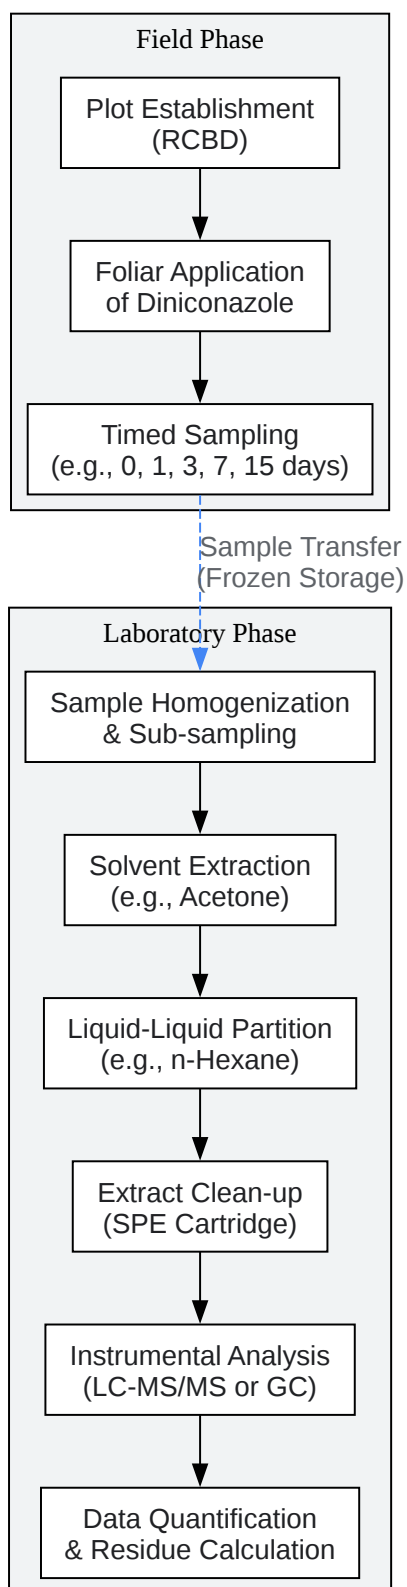 Field Phase
Plot Establishment
(RCBD)
Foliar Application
of Diniconazole
Timed Sampling
(e.g., 0, 1, 3, 7, 15 days)
Sample Transfer
(Frozen Storage)
Laboratory Phase
Sample Homogenization
& Sub-sampling
Solvent Extraction
(e.g., Acetone)
Liquid-Liquid Partition
(e.g., n-Hexane)
Extract Clean-up
(SPE Cartridge)
Instrumental Analysis
(LC-MS/MS or GC)
Data Quantification
& Residue Calculation